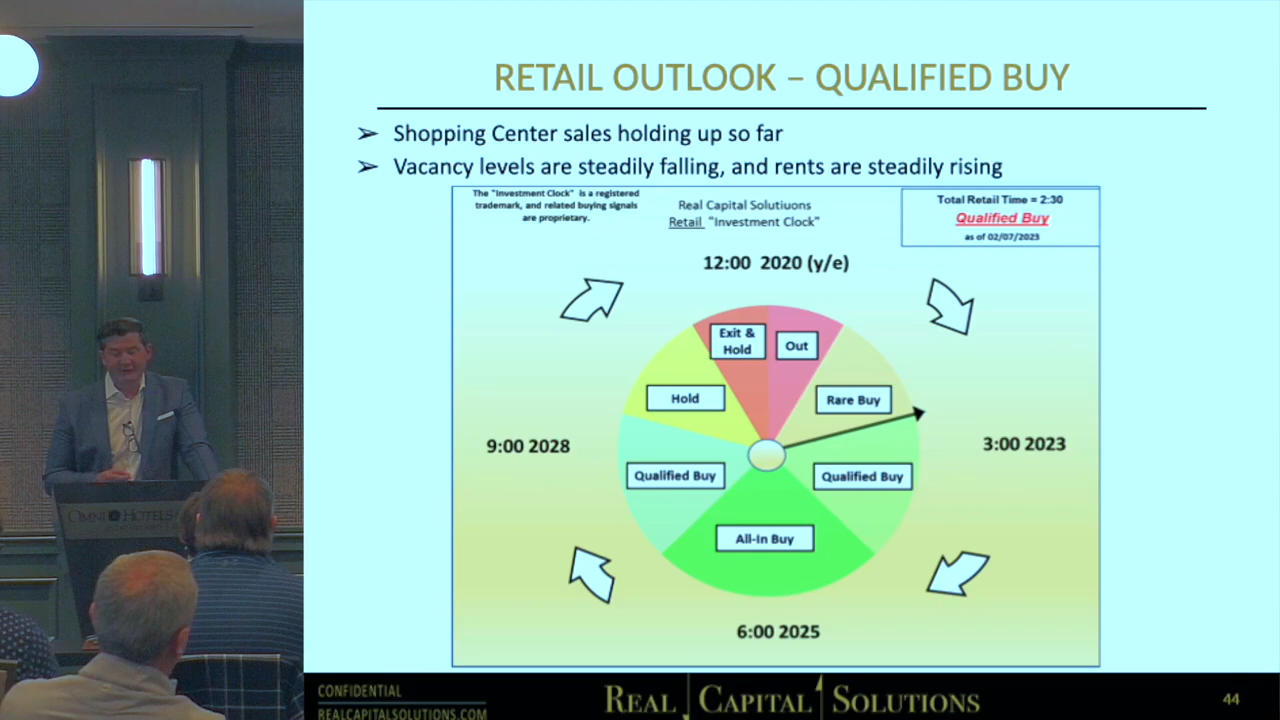 RETAIL OUTLOOK – QUALIFIED BUY
➢ Shopping Center sales holding up so far
➢ Vacancy levels are steadily falling, and rents are steadily rising
The "Investment Clock" is a registered
trademark, and related buying signals
are proprietary.
Real Capital Solutiuons
Retail "Investment Clock"
Total Retail Time = 2:30
Qualified Buy
as of 02/07/2023
12:00 2020 (y/e)
Exit &
Hold
Out
Hold
Rare Buy
9:00 2028
3:00 2023
Qualified Buy
Qualified Buy
All-In Buy
6:00 2025
OMNI HOTELS
CONFIDENTIAL
REALCAPITALSOLUTIONS.COM
REAL CAPITAL SOLUTIONS
44